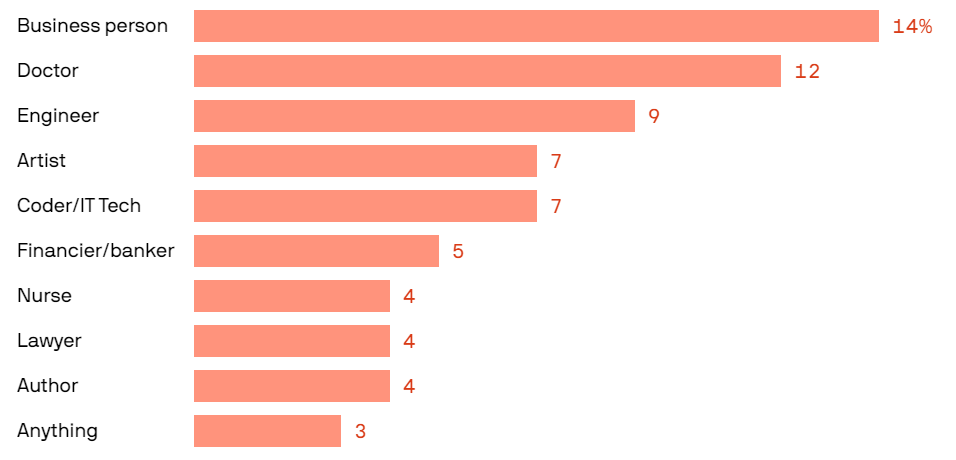 Business person 14%
Doctor 12
Engineer 9
Artist 7
Coder/IT Tech 7
Financier/banker 5
Nurse 4
Lawyer 4
Author 4
Anything 3